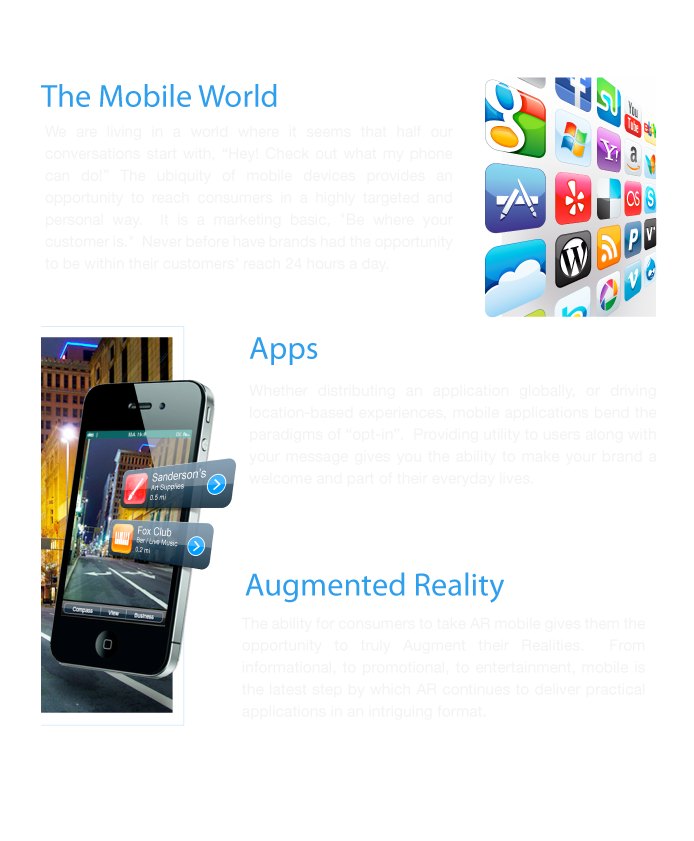 The Mobile World
We are living in a world where it seems that half our
conversations start with, "Hey! Check out what my phone
can do!" The ubiquity of mobile devices provides an
opportunity to reach consumers in a highly targeted and
personal way. It is a marketing basic, "Be where your
customer is." Never before have brands had the opportunity
to be within their customers' reach 24 hours a day.
You
Tube
Y!
a
OS
S
W
P
V
Apps
Whether distributing an application globally, or driving
location-based experiences, mobile applications bend the
paradigms of "opt-in". Providing utility to users along with
your message gives you the ability to make your brand a
welcome and part of their everyday lives.
Sanderson's
Art Supplies
0.5 mi
Fox Club
Bar / Live Music
0.2 mi
Compass View Business
Augmented Reality
The ability for consumers to take AR mobile gives them the
opportunity to truly Augment their Realities. From
informational, to promotional, to entertainment, mobile is
the latest step by which AR continues to deliver practical
applications in an intriguing format.